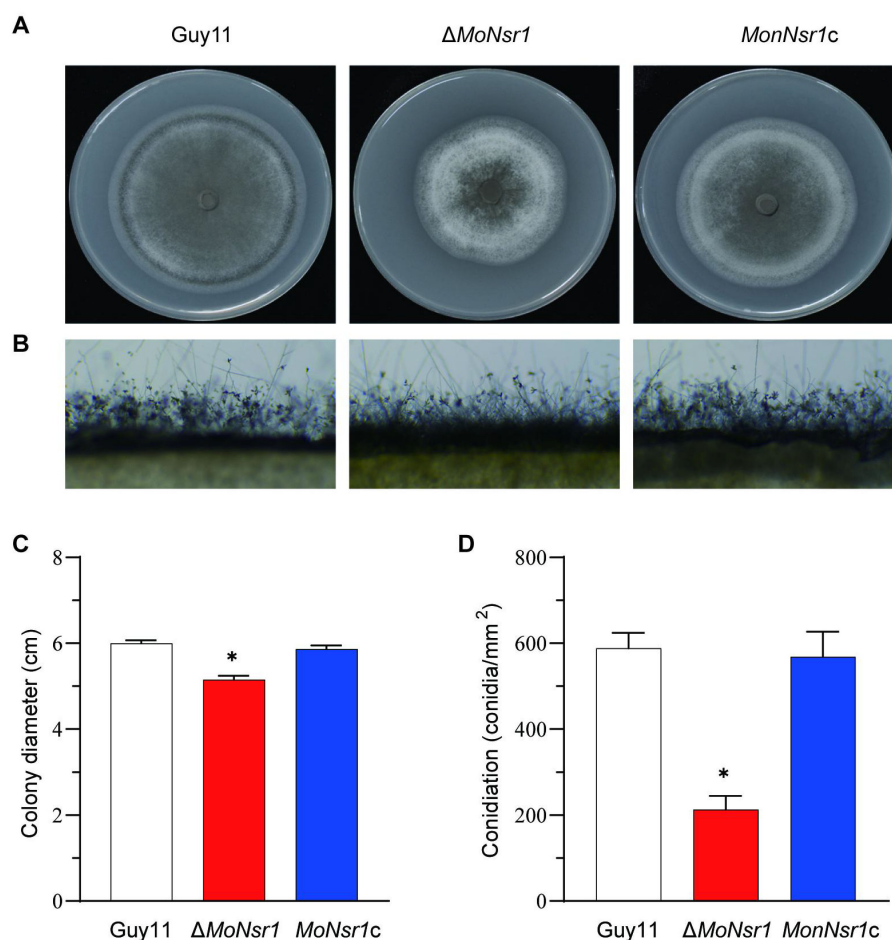 A
Guy11 ΔMoNsr1 MonNsr1c
B
C
D
8
6
4
2
0
Colony diameter (cm)
*
Guy11 ΔMoNsr1 MoNsr1c
800
600
400
200
0
Conidiation (conidia/mm²)
*
Guy11 ΔMoNsr1 MonNsr1c